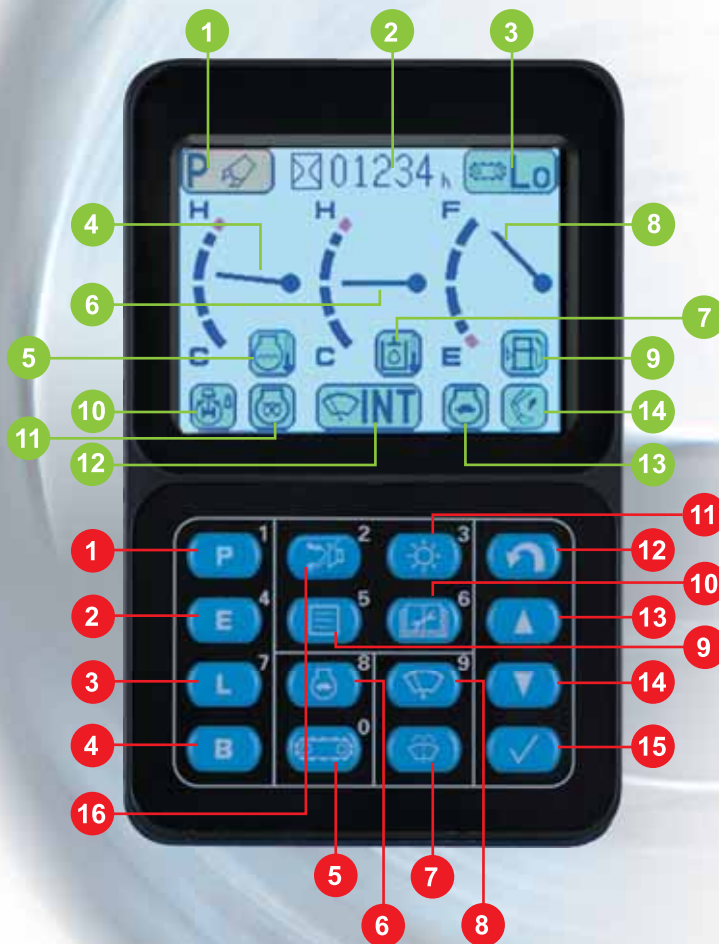 1 2 3
P 01234 h Lo
H H F
4 8
6
7
C C E
5 9
10 14
11 INT
12 13
11
1 P 1 2 3 12
10
2 E 4 5 6 13
9
3 L 7 8 9 14
4 B 0 15
16
5 7
6 8